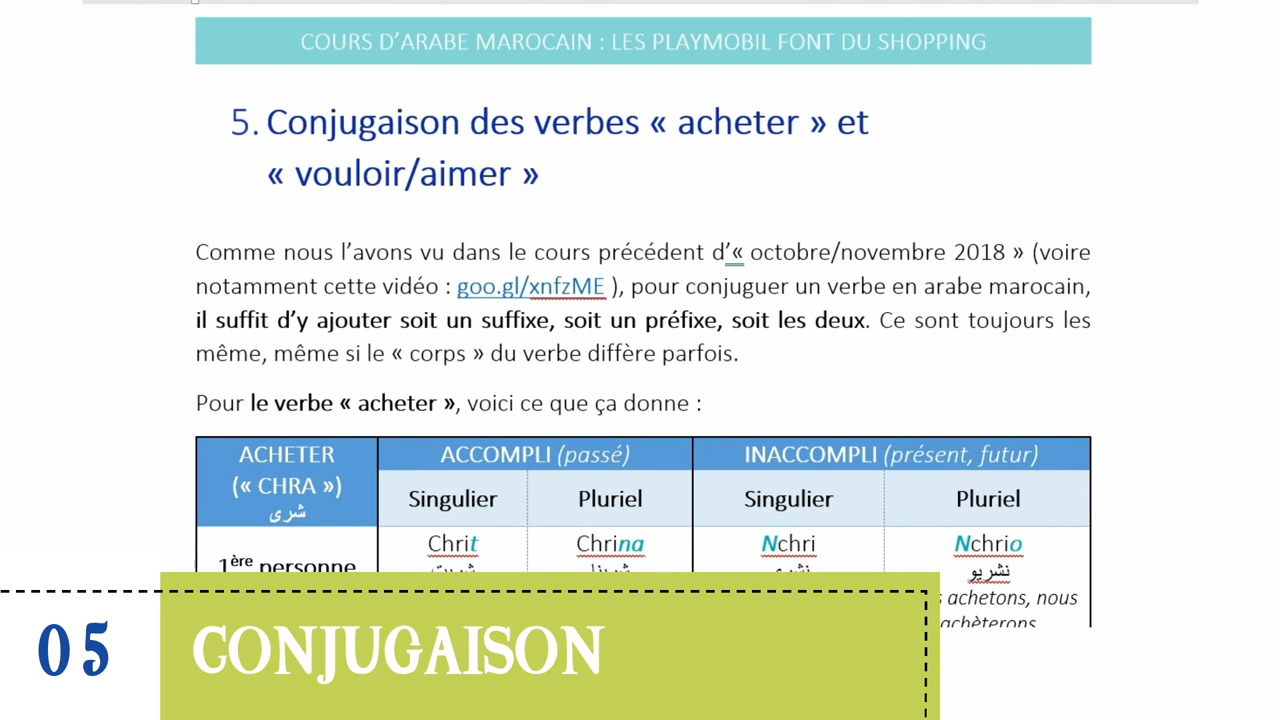 COURS D'ARABE MAROCAIN : LES PLAYMOBIL FONT DU SHOPPING
5. Conjugaison des verbes « acheter » et
« vouloir/aimer »
Comme nous l'avons vu dans le cours précédent d'« octobre/novembre 2018 » (voire
notamment cette vidéo : goo.gl/xnfzME ), pour conjuguer un verbe en arabe marocain,
il suffit d'y ajouter soit un suffixe, soit un préfixe, soit les deux. Ce sont toujours les
même, même si le « corps » du verbe diffère parfois.
Pour le verbe « acheter », voici ce que ça donne :
ACHETER ACCOMPLI (passé) INACCOMPLI (présent, futur)
(« CHRA »)
شرى
Singulier Pluriel Singulier Pluriel
Chrit Chrina Nchri Nchrio
1ère personne
شريت شرينا نشري نشريو
achetons, nous
achèterons
05 CONJUGAISON